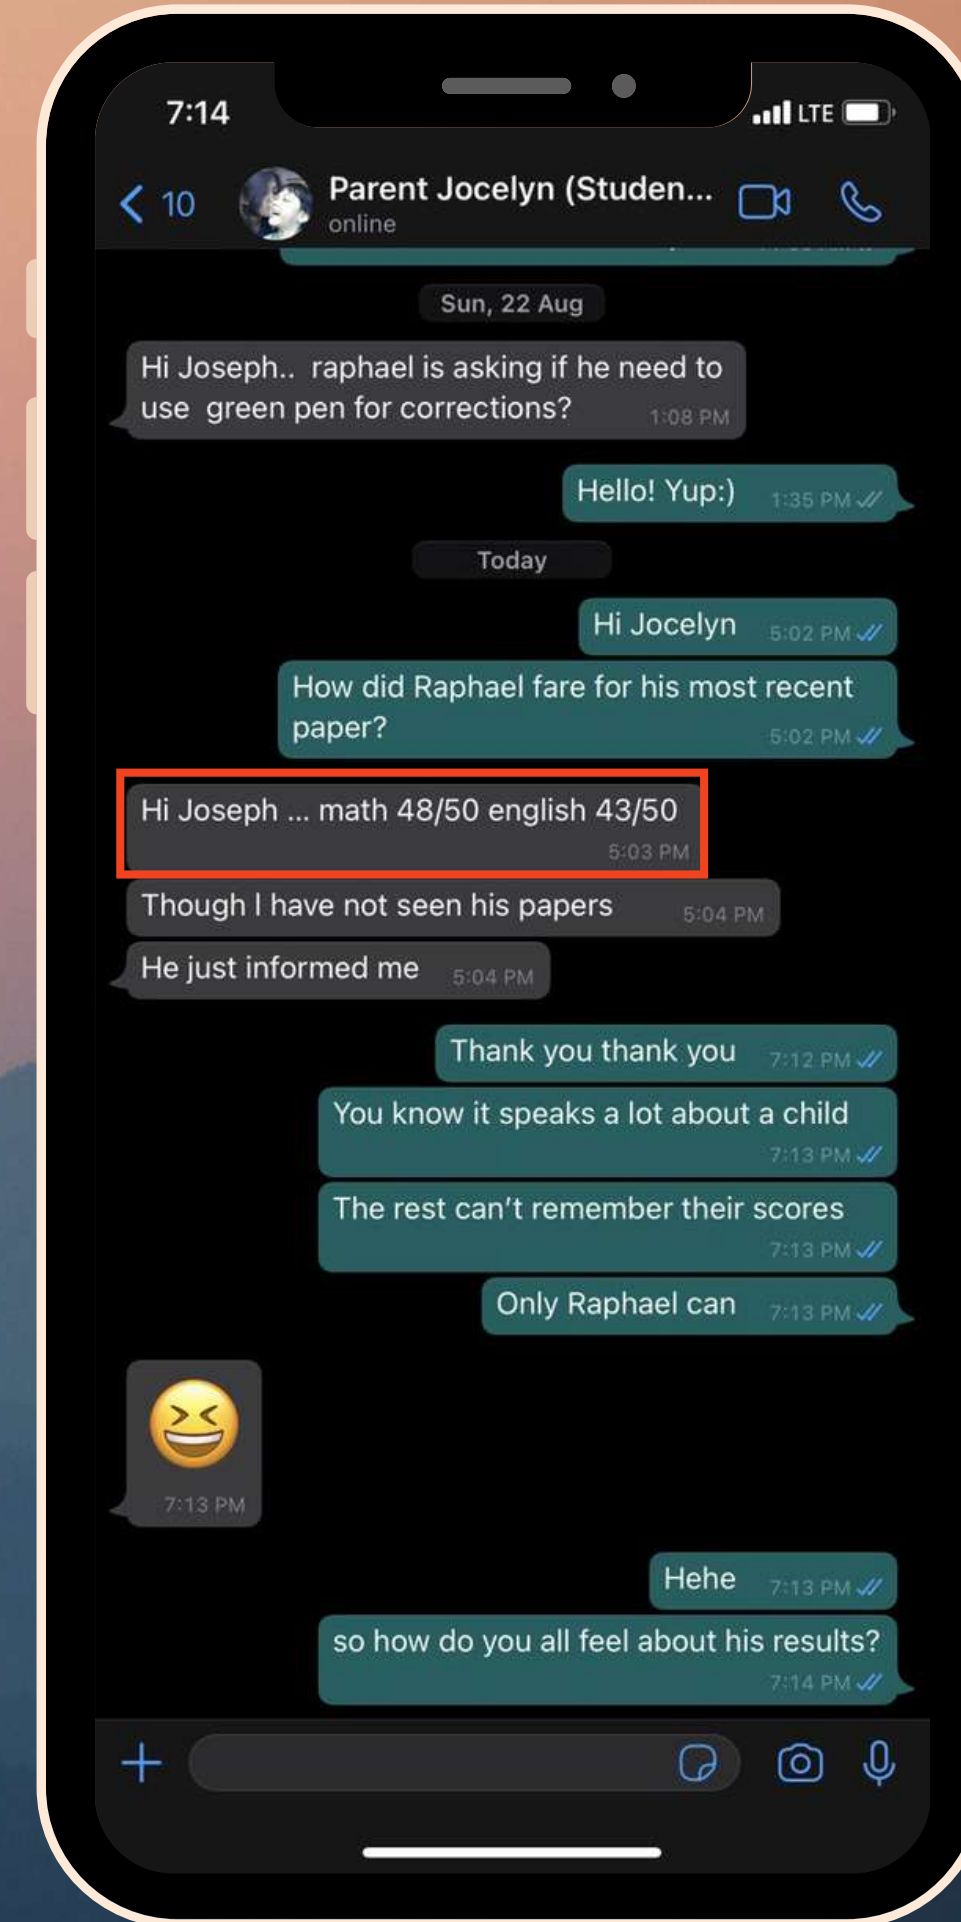 7:14
LTE
10
Parent Jocelyn (Studen...
online
Sun, 22 Aug
Hi Joseph.. raphael is asking if he need to
use green pen for corrections?
1:08 PM
Hello! Yup:)
1:35 PM
Today
Hi Jocelyn
5:02 PM
How did Raphael fare for his most recent
paper?
5:02 PM
Hi Joseph ... math 48/50 english 43/50
5:03 PM
Though I have not seen his papers
5:04 PM
He just informed me
5:04 PM
Thank you thank you
7:12 PM
You know it speaks a lot about a child
7:13 PM
The rest can't remember their scores
7:13 PM
Only Raphael can
7:13 PM
7:13 PM
Hehe
7:13 PM
so how do you all feel about his results?
7:14 PM